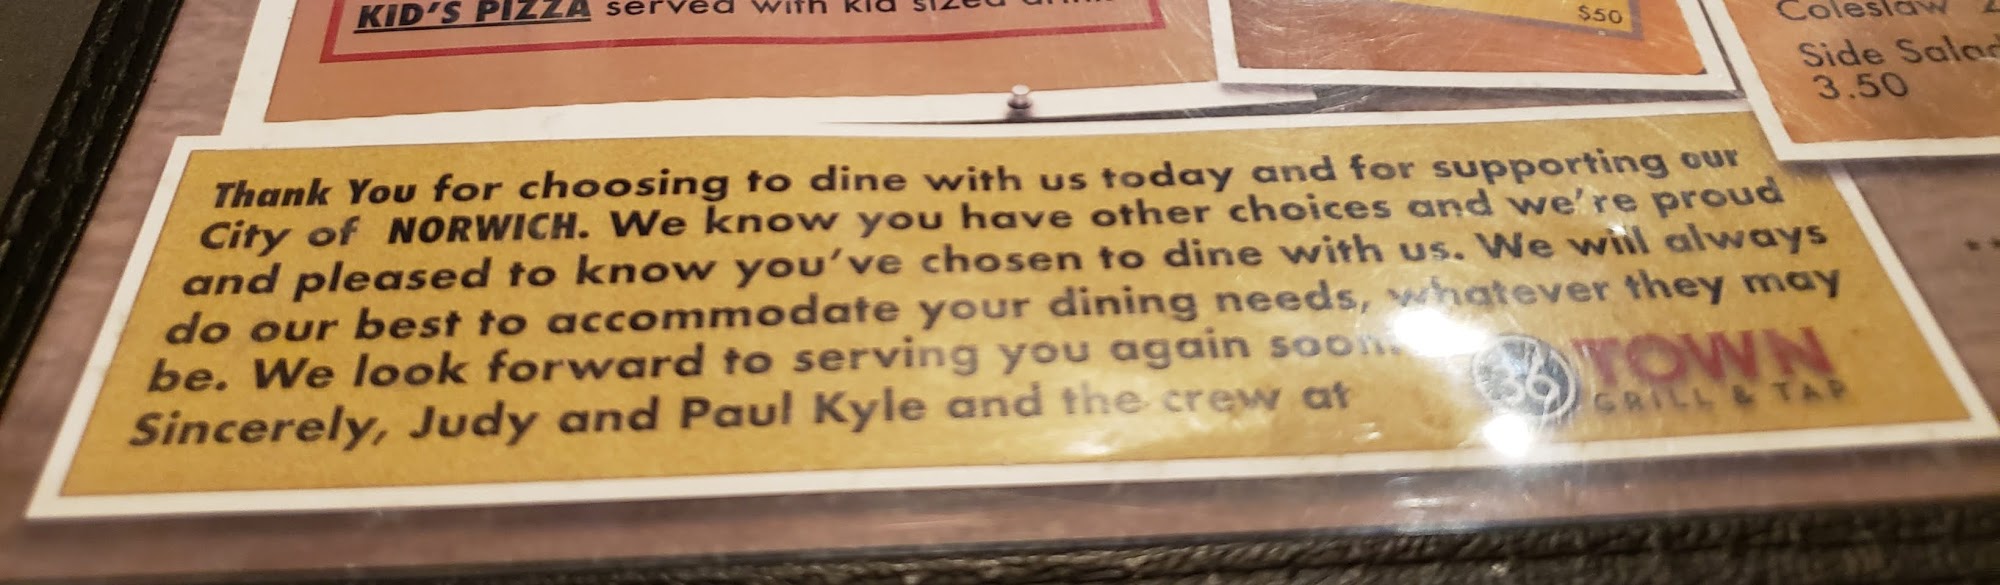 KID'S PIZZA served with kid sized
$50
Coleslaw
Side Salad
3.50
Thank You for choosing to dine with us today and for supporting our
City of NORWICH. We know you have other choices and we're proud
and pleased to know you've chosen to dine with us. We will always
do our best to accommodate your dining needs, whatever they may
be. We look forward to serving you again soon.
Sincerely, Judy and Paul Kyle and the crew at
TOWN
GRILL & TAP